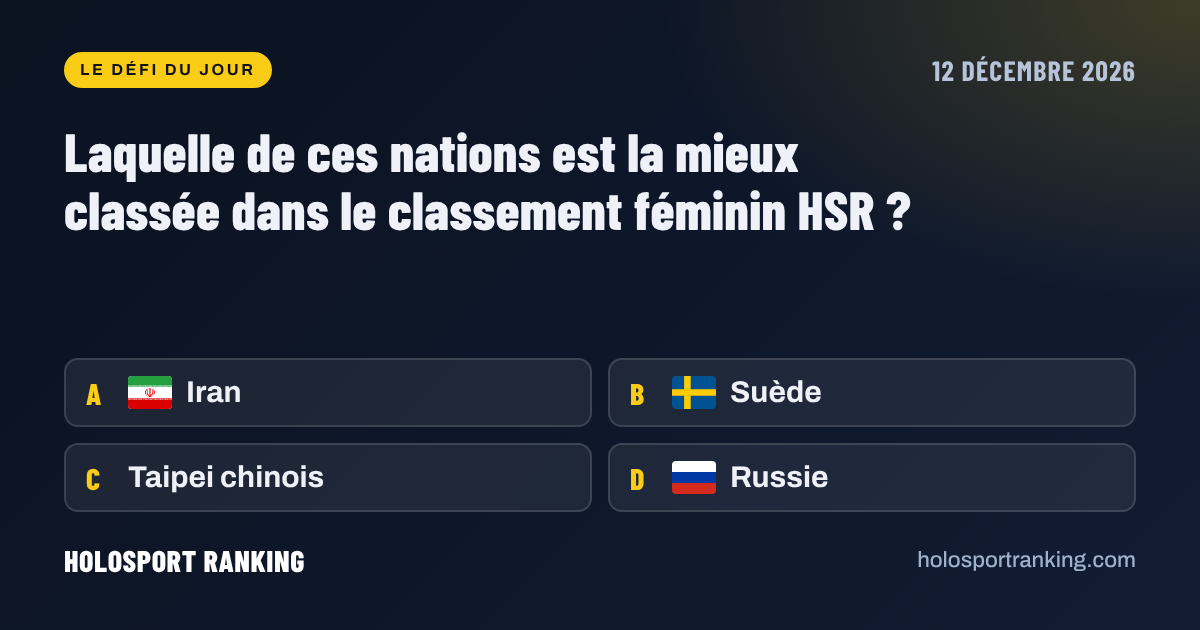 LE DÉFI DU JOUR
12 DÉCEMBRE 2026
Laquelle de ces nations est la mieux
classée dans le classement féminin HSR ?
A Iran
B Suède
C Taipei chinois
D Russie
HOLOSPORT RANKING
holosportranking.com